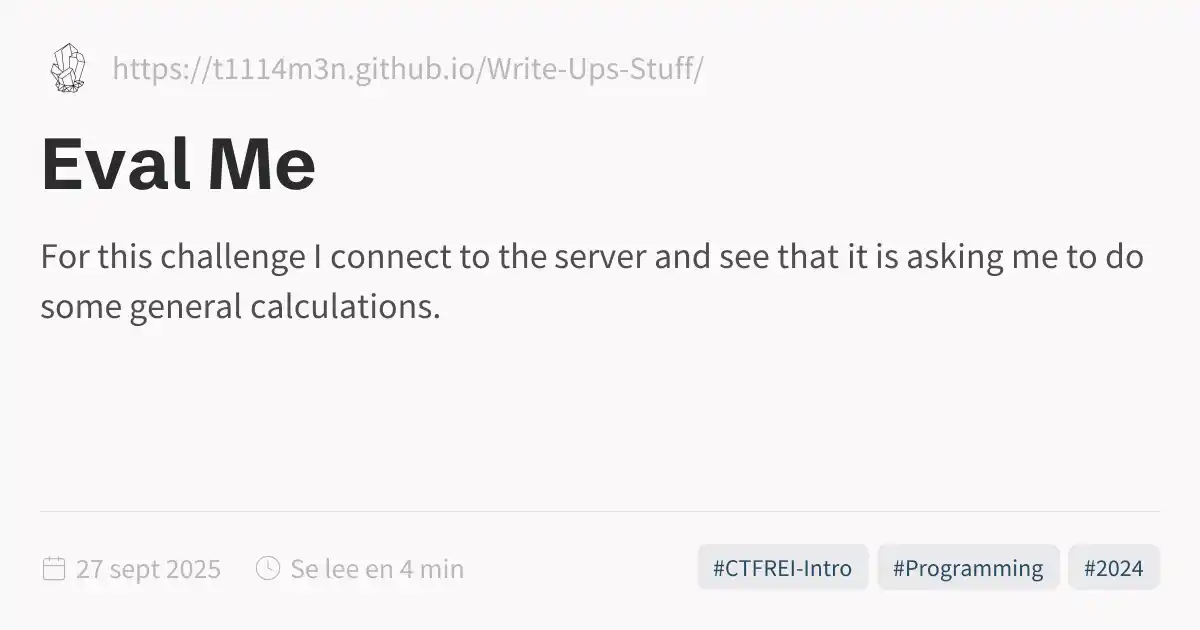 https://t1114m3n.github.io/Write-Ups-Stuff/
Eval Me
For this challenge I connect to the server and see that it is asking me to do
some general calculations.
27 sept 2025 Se lee en 4 min #CTFREI-Intro #Programming #2024